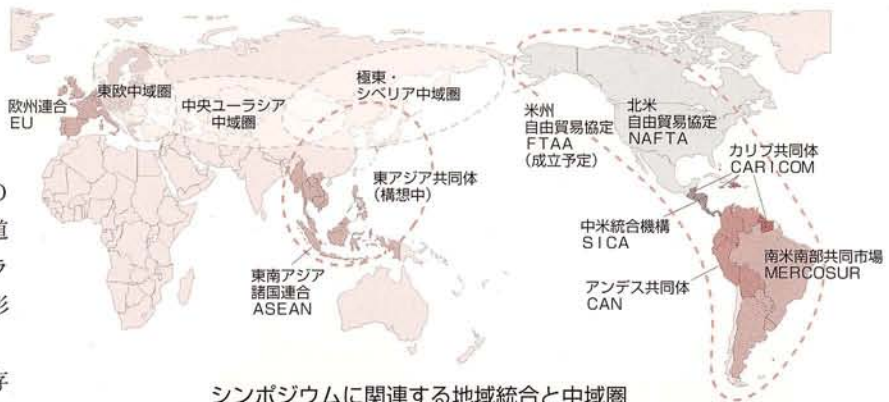 欧州連合
EU
東欧中域圏
中央ユーラシア
中域圏
極東・
シベリア中域圏
東アジア共同体
(構想中)
東南アジア
諸国連合
ASEAN
米州
自由貿易協定
FTAA
(成立予定)
北米
自由貿易協定
NAFTA
カリブ共同体
CARICOM
中米統合機構
SICA
アンデス共同体
CAN
南米南部共同市場
MERCOSUR
の
道
ラ
形
存
シンポジウムに関連する地域統合と中域圏